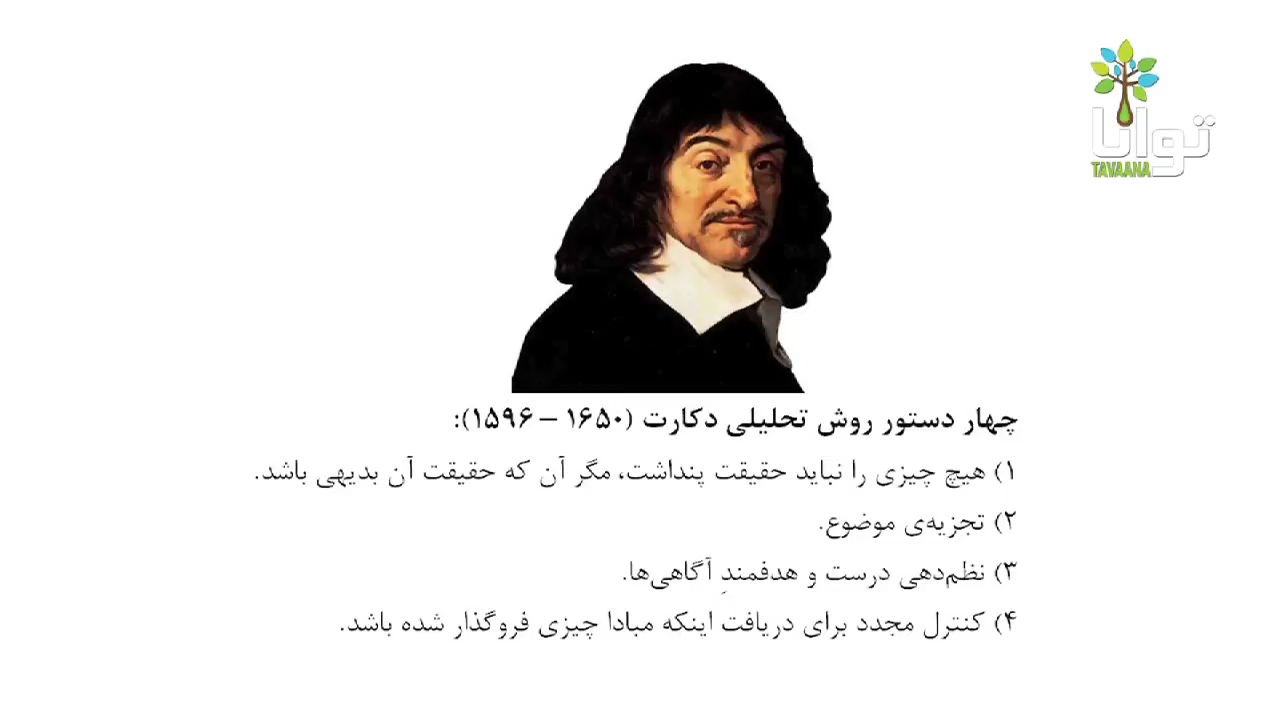 توانا
TAVAANA
چهار دستور روش تحلیلی دکارت (۱۶۵۰ – ۱۵۹۶):
۱) هیچ چیزی را نباید حقیقت پنداشت، مگر آن که حقیقت آن بدیهی باشد.
۲) تجزیه‌ی موضوع.
۳) نظم‌دهی درست و هدفمندِ آگاهی‌ها.
۴) کنترل مجدد برای دریافت اینکه مبادا چیزی فروگذار شده باشد.